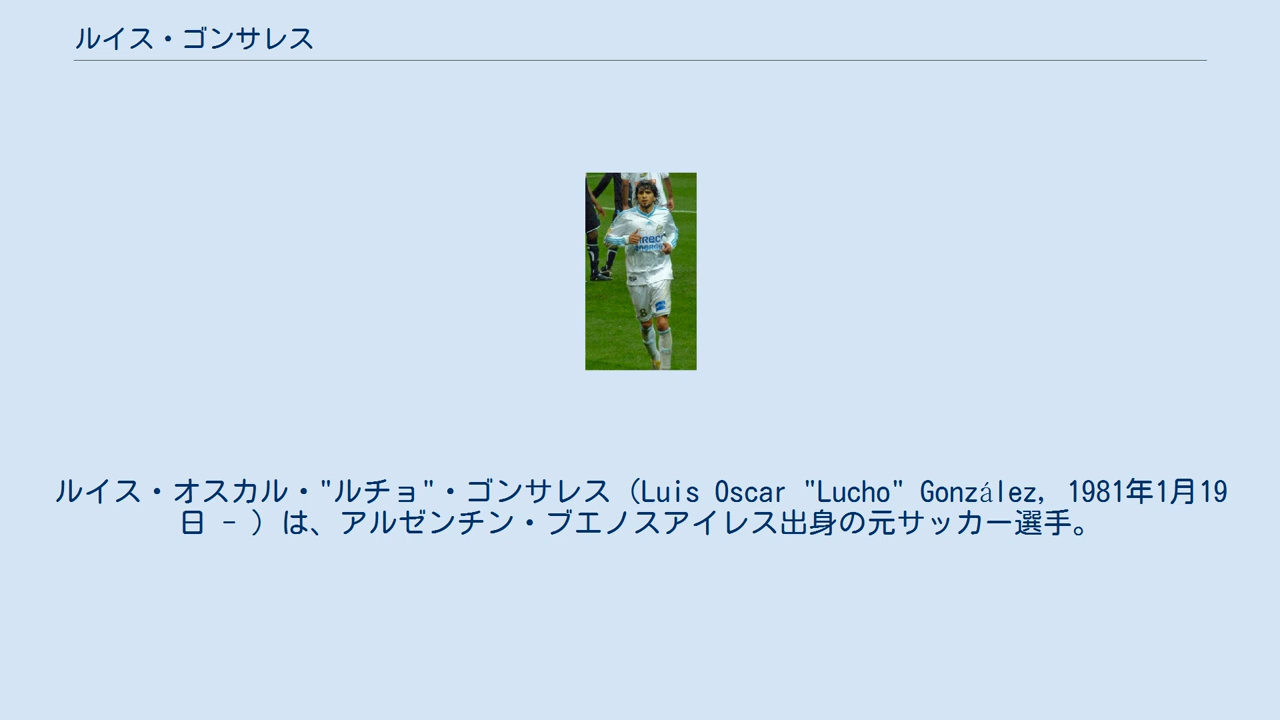 ルイス・ゴンサレス
ルイス・オスカル・"ルチョ"・ゴンサレス（Luis Oscar "Lucho" González, 1981年1月19
日 - ）は、アルゼンチン・ブエノスアイレス出身の元サッカー選手。